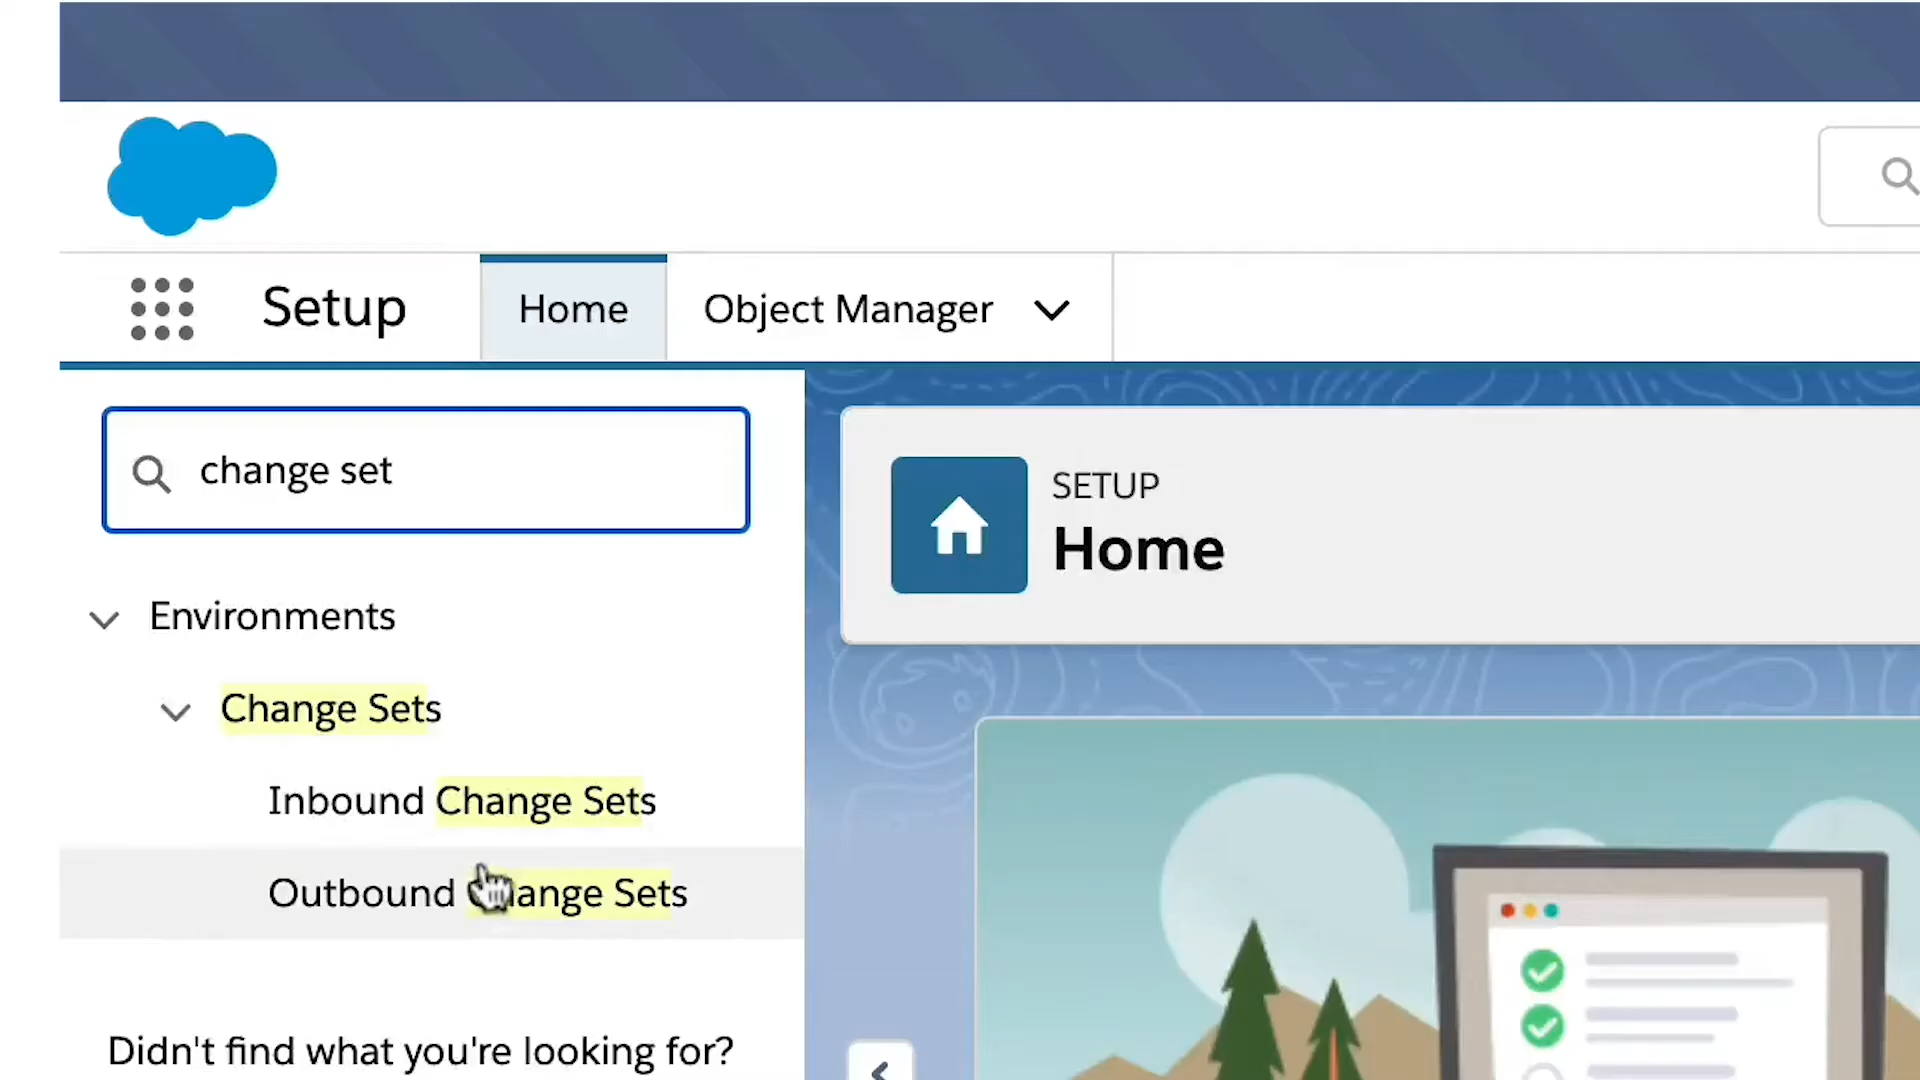 Setup
Home
Object Manager
change set
SETUP
Home
Environments
Change Sets
Inbound Change Sets
Outbound Change Sets
Didn't find what you're looking for?